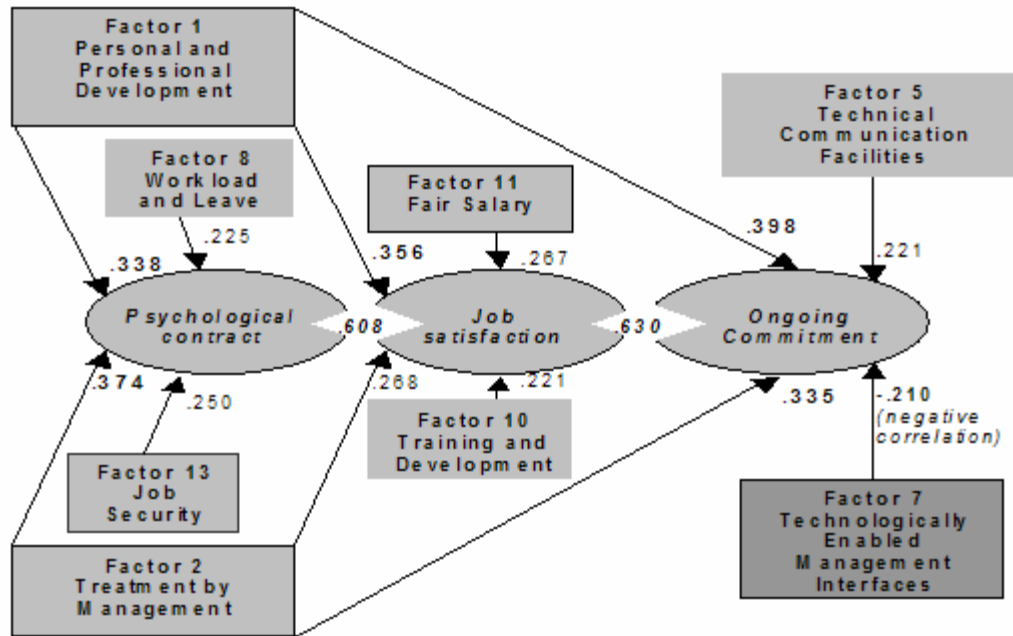 Factor 1
Personal and
Professional
Development
Factor 8
Workload
and Leave
Factor 11
Fair Salary
Factor 5
Technical
Communication
Facilities
.338
.225
.356
.267
.398
.221
Psychological
contract
.608
Job
satisfaction
.630
Ongoing
Commitment
.374
.250
.268
.221
.335
-.210
(negative
correlation)
Factor 13
Job
Security
Factor 10
Training and
Development
Factor 2
Treatment by
Management
Factor 7
Technologically
Enabled
Management
Interfaces